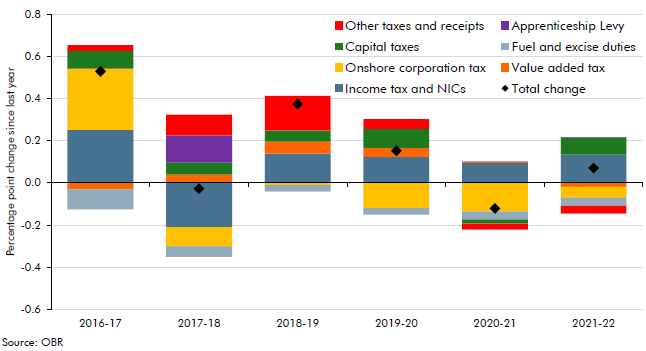 Percentage point change since last year
0.8
0.6
0.4
0.2
0.0
-0.2
-0.4
-0.6
Other taxes and receipts
Apprenticeship Levy
Capital taxes
Fuel and excise duties
Onshore corporation tax
Value added tax
Income tax and NICs
Total change
2016-17 2017-18 2018-19 2019-20 2020-21 2021-22
Source: OBR